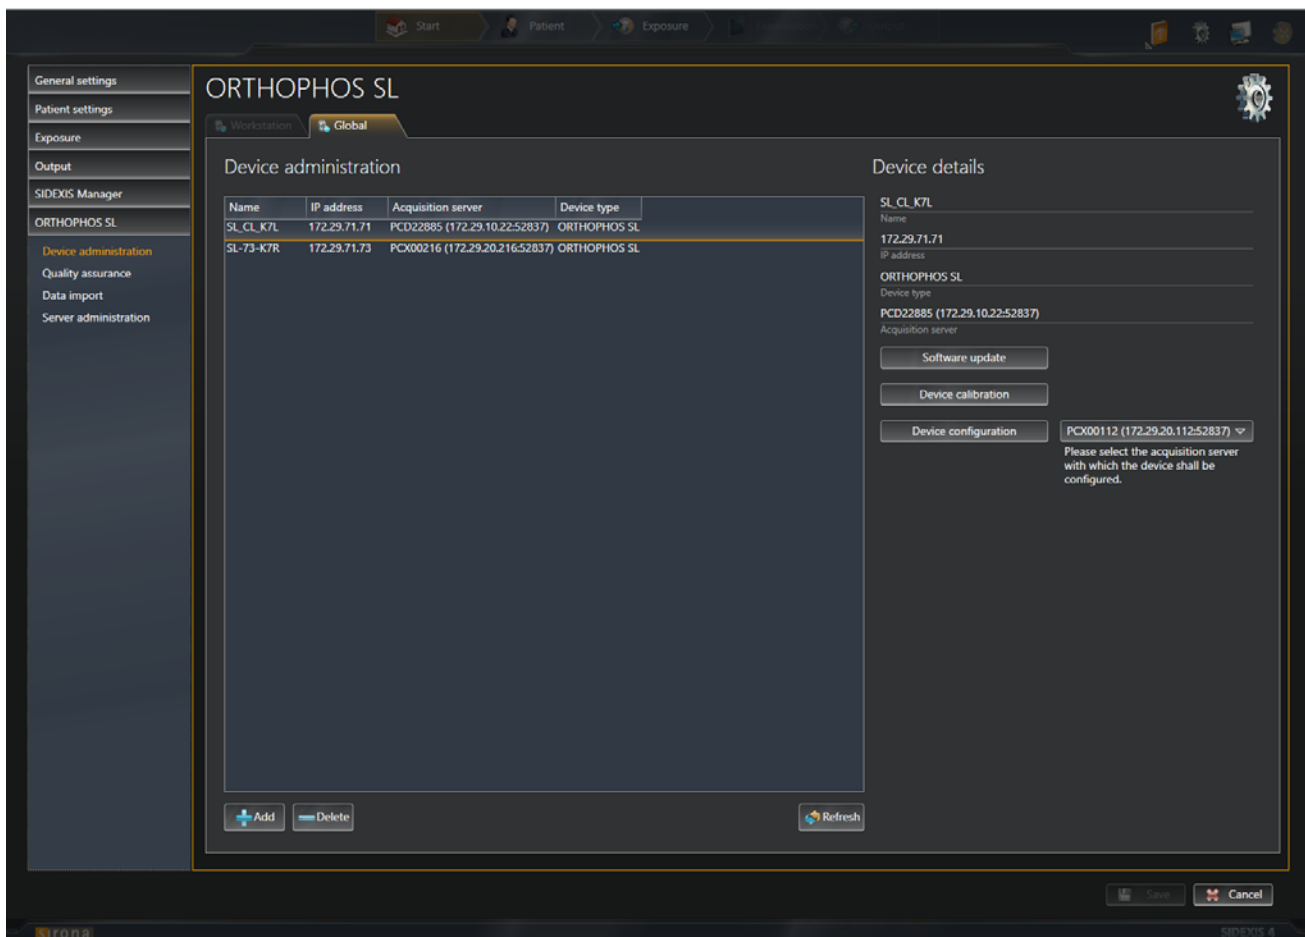 Start
Patient
Exposure
General settings
Patient settings
Exposure
Output
SIDEXIS Manager
ORTHOPHOS SL
Device administration
Quality assurance
Data import
Server administration
ORTHOPHOS SL
Workstation
Global
Device administration
Name IP address Acquisition server Device type
SL_CL_K7L 172.29.71.71 PCD22885 (172.29.10.22:52837) ORTHOPHOS SL
SL-73-K7R 172.29.71.73 PCX00216 (172.29.20.216:52837) ORTHOPHOS SL
Add
Delete
Refresh
Device details
SL_CL_K7L
Name
172.29.71.71
IP address
ORTHOPHOS SL
Device type
PCD22885 (172.29.10.22:52837)
Acquisition server
Software update
Device calibration
Device configuration
PCX00112 (172.29.20.112:52837)
Please select the acquisition server
with which the device shall be
configured.
Save
Cancel
sirona
SIDEXIS 4